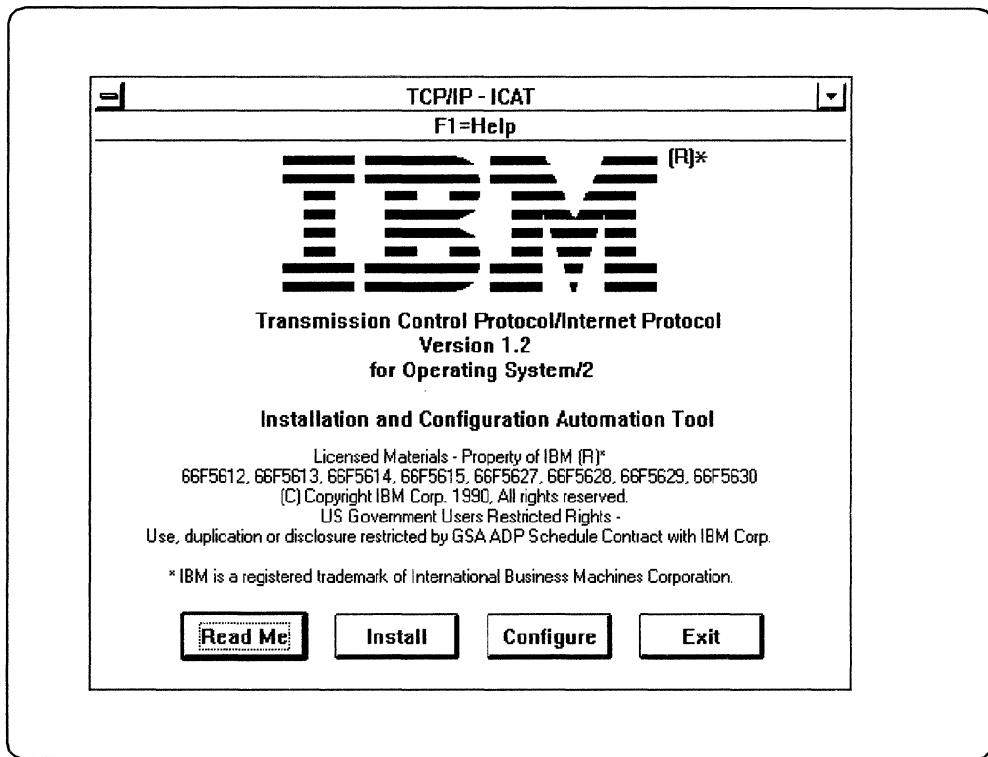 TCP/IP - ICAT
F1=Help
IBM (R)*
Transmission Control Protocol/Internet Protocol
Version 1.2
for Operating System/2
Installation and Configuration Automation Tool
Licensed Materials - Property of IBM (R)*
66F5612, 66F5613, 66F5614, 66F5615, 66F5627, 66F5628, 66F5629, 66F5630
(C) Copyright IBM Corp. 1990, All rights reserved.
US Government Users Restricted Rights -
Use, duplication or disclosure restricted by GSA ADP Schedule Contract with IBM Corp.
* IBM is a registered trademark of International Business Machines Corporation.
Read Me Install Configure Exit